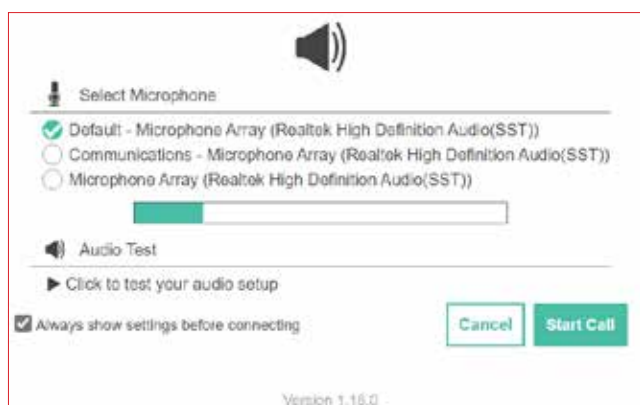 Select Microphone
Default - Microphone Array (Realtek High Definition Audio(SST))
Communications - Microphone Array (Realtek High Definition Audio(SST))
Microphone Array (Realtek High Definition Audio(SST))
Audio Test
Click to test your audio setup
Always show settings before connecting
Cancel
Start Call
Version 1.18.0